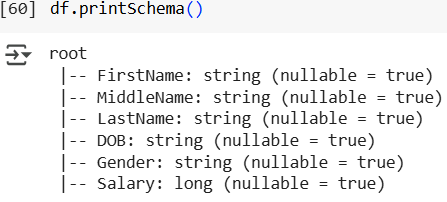 [60] df.printSchema()
root
|-- FirstName: string (nullable = true)
|-- MiddleName: string (nullable = true)
|-- LastName: string (nullable = true)
|-- DOB: string (nullable = true)
|-- Gender: string (nullable = true)
|-- Salary: long (nullable = true)